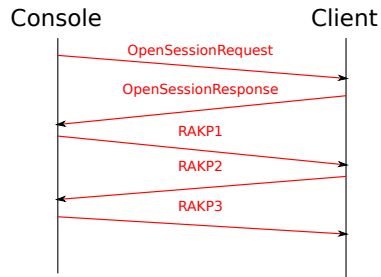 Console Client
OpenSessionRequest
OpenSessionResponse
RAKP1
RAKP2
RAKP3